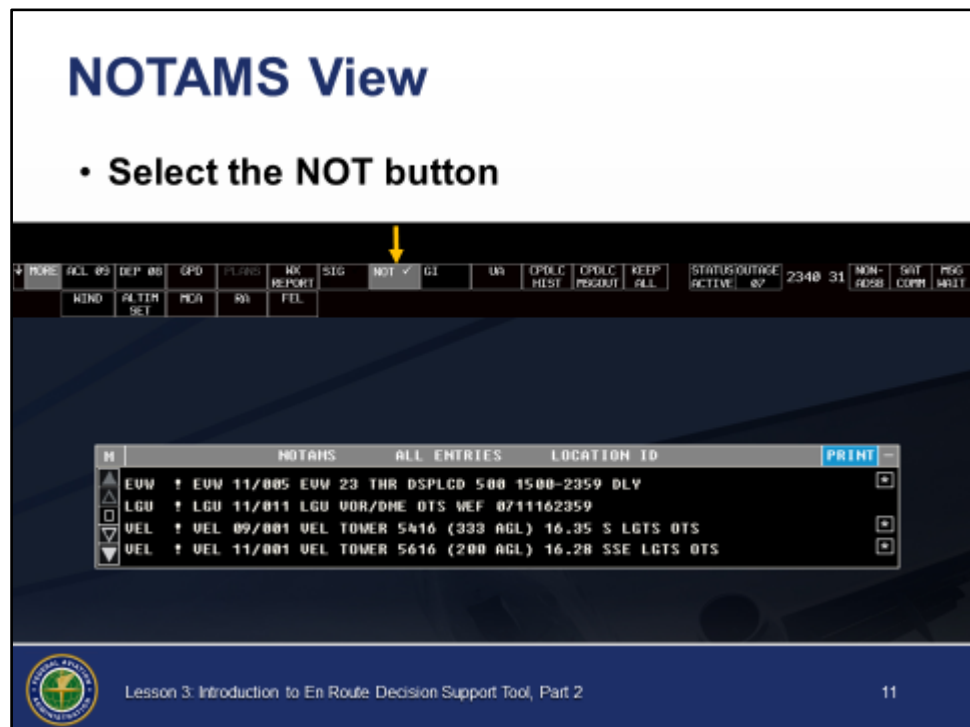 NOTAMS View
• Select the NOT button
MORE ACL 09 DEP 08 GPD PLANS WX REPORT SIG NOT ✓ GI UA CPDLC HIST CPDLC MSGOUT KEEP ALL STATUS ACTIVE OUTAGE 07 2340 31 NON-ADSB SAT COMM MSG WAIT
WIND ALTIM SET MCA RA FEL
M NOTAMS ALL ENTRIES LOCATION ID PRINT –
EVW ! EVW 11/005 EVW 23 THR DSPLCD 500 1500-2359 DLY
LGU ! LGU 11/011 LGU VOR/DME OTS WEF 0711162359
VEL ! VEL 09/001 VEL TOWER 5416 (333 AGL) 16.35 S LGTS OTS
VEL ! VEL 11/001 VEL TOWER 5616 (200 AGL) 16.28 SSE LGTS OTS
FEDERAL AVIATION ADMINISTRATION
Lesson 3: Introduction to En Route Decision Support Tool, Part 2
11